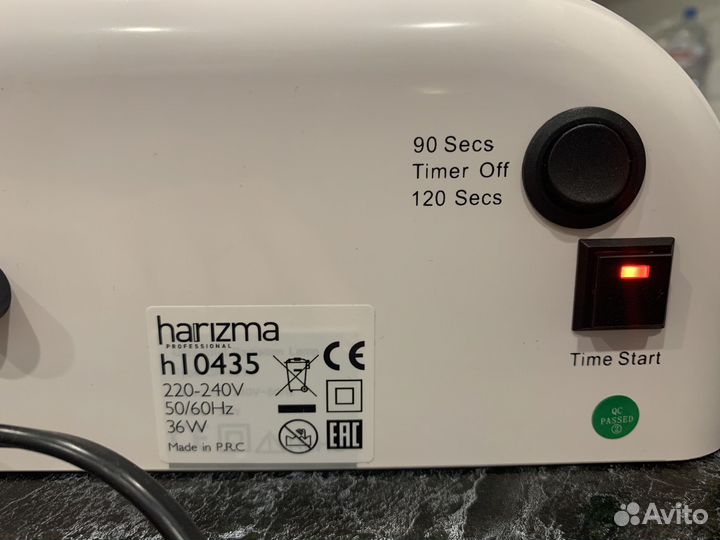 90 Secs
Timer Off
120 Secs
Time Start
harizma
PROFESSIONAL
h10435
220-240V
50/60Hz
36W
Made in P.R.C
CE
EAC
QC
PASSED
2
Avito